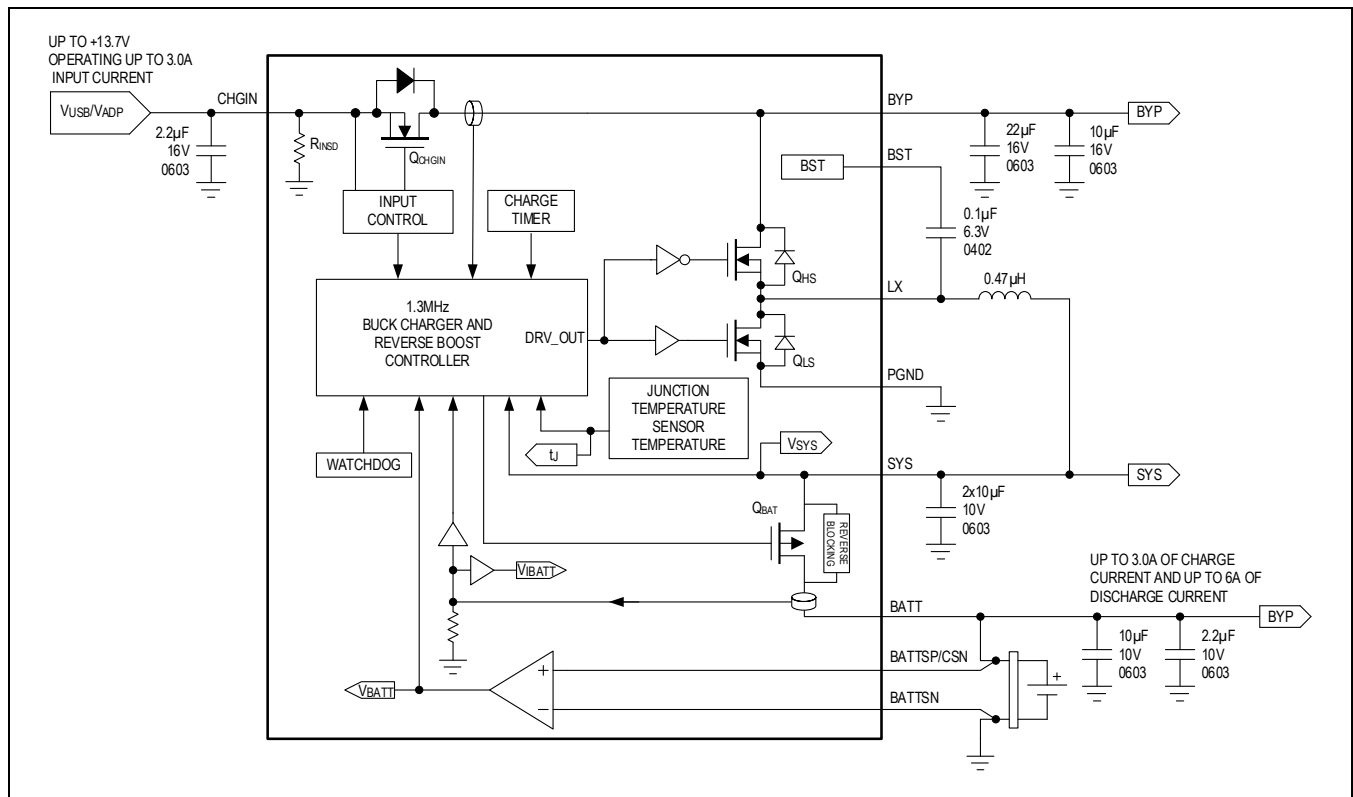 UP TO +13.7V
OPERATING UP TO 3.0A
INPUT CURRENT
VUSB/VADP
CHGIN
2.2µF
16V
0603
RINSD
QCHGIN
INPUT
CONTROL
CHARGE
TIMER
BST
BYP
BST
22µF
16V
0603
10µF
16V
0603
BYP
0.1µF
6.3V
0402
1.3MHz
BUCK CHARGER AND
REVERSE BOOST
CONTROLLER
DRV_OUT
QHS
QLS
LX
0.47µH
PGND
JUNCTION
TEMPERATURE
SENSOR
TEMPERATURE
tJ
WATCHDOG
VSYS
SYS
SYS
2x10µF
10V
0603
QBAT
REVERSE
BLOCKING
VIBATT
UP TO 3.0A OF CHARGE
CURRENT AND UP TO 6A OF
DISCHARGE CURRENT
BATT
BYP
10µF
10V
0603
2.2µF
10V
0603
BATTSP/CSN
BATTSN
VBATT
+
−
+